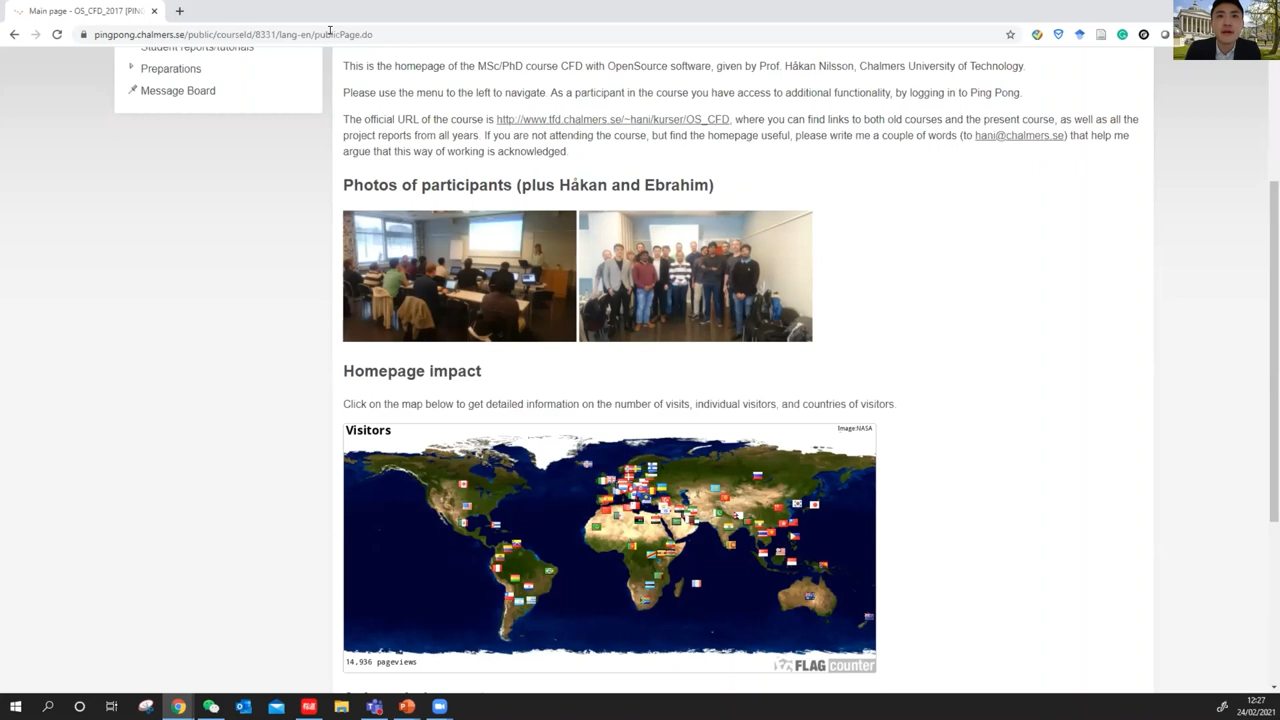 Main page - OS_CFD_2017 [PING
pingpong.chalmers.se/public/courseId/8331/lang-en/publicPage.do
Student reports/tutorials
Preparations
Message Board
This is the homepage of the MSc/PhD course CFD with OpenSource software, given by Prof. Håkan Nilsson, Chalmers University of Technology.
Please use the menu to the left to navigate. As a participant in the course you have access to additional functionality, by logging in to Ping Pong.
The official URL of the course is http://www.tfd.chalmers.se/~hani/kurser/OS_CFD, where you can find links to both old courses and the present course, as well as all the
project reports from all years. If you are not attending the course, but find the homepage useful, please write me a couple of words (to hani@chalmers.se) that help me
argue that this way of working is acknowledged.
Photos of participants (plus Håkan and Ebrahim)
Homepage impact
Click on the map below to get detailed information on the number of visits, individual visitors, and countries of visitors.
Visitors
Image:NASA
14,936 pageviews
FLAG counter
12:27
24/02/2021